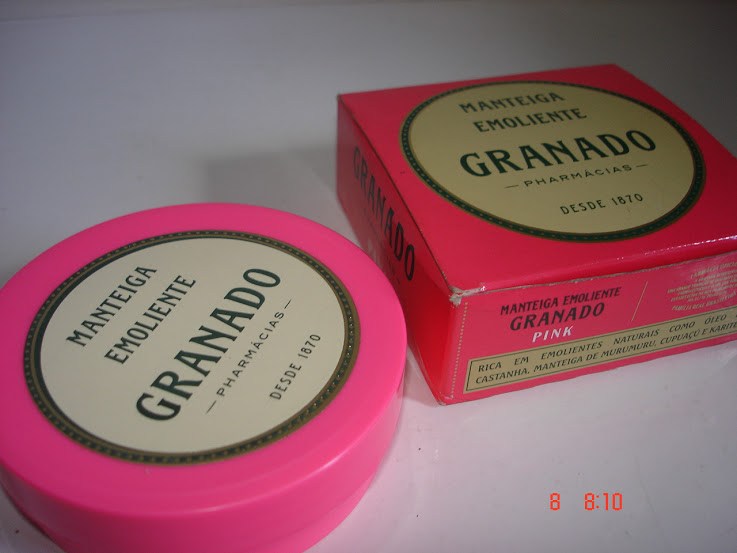 MANTEIGA
EMOLIENTE
GRANADO
PHARMÁCIAS
DESDE 1870
GRANADO
MANTEIGA EMOLIENTE
GRANADO
PINK
RICA EM EMOLIENTES NATURAIS COMO ÓLEO
CASTANHA, MANTEIGA DE MURUMURU, CUPUAÇU E KARITÉ
MANTEIGA
EMOLIENTE
GRANADO
PHARMÁCIAS
DESDE 1870
8 8:10